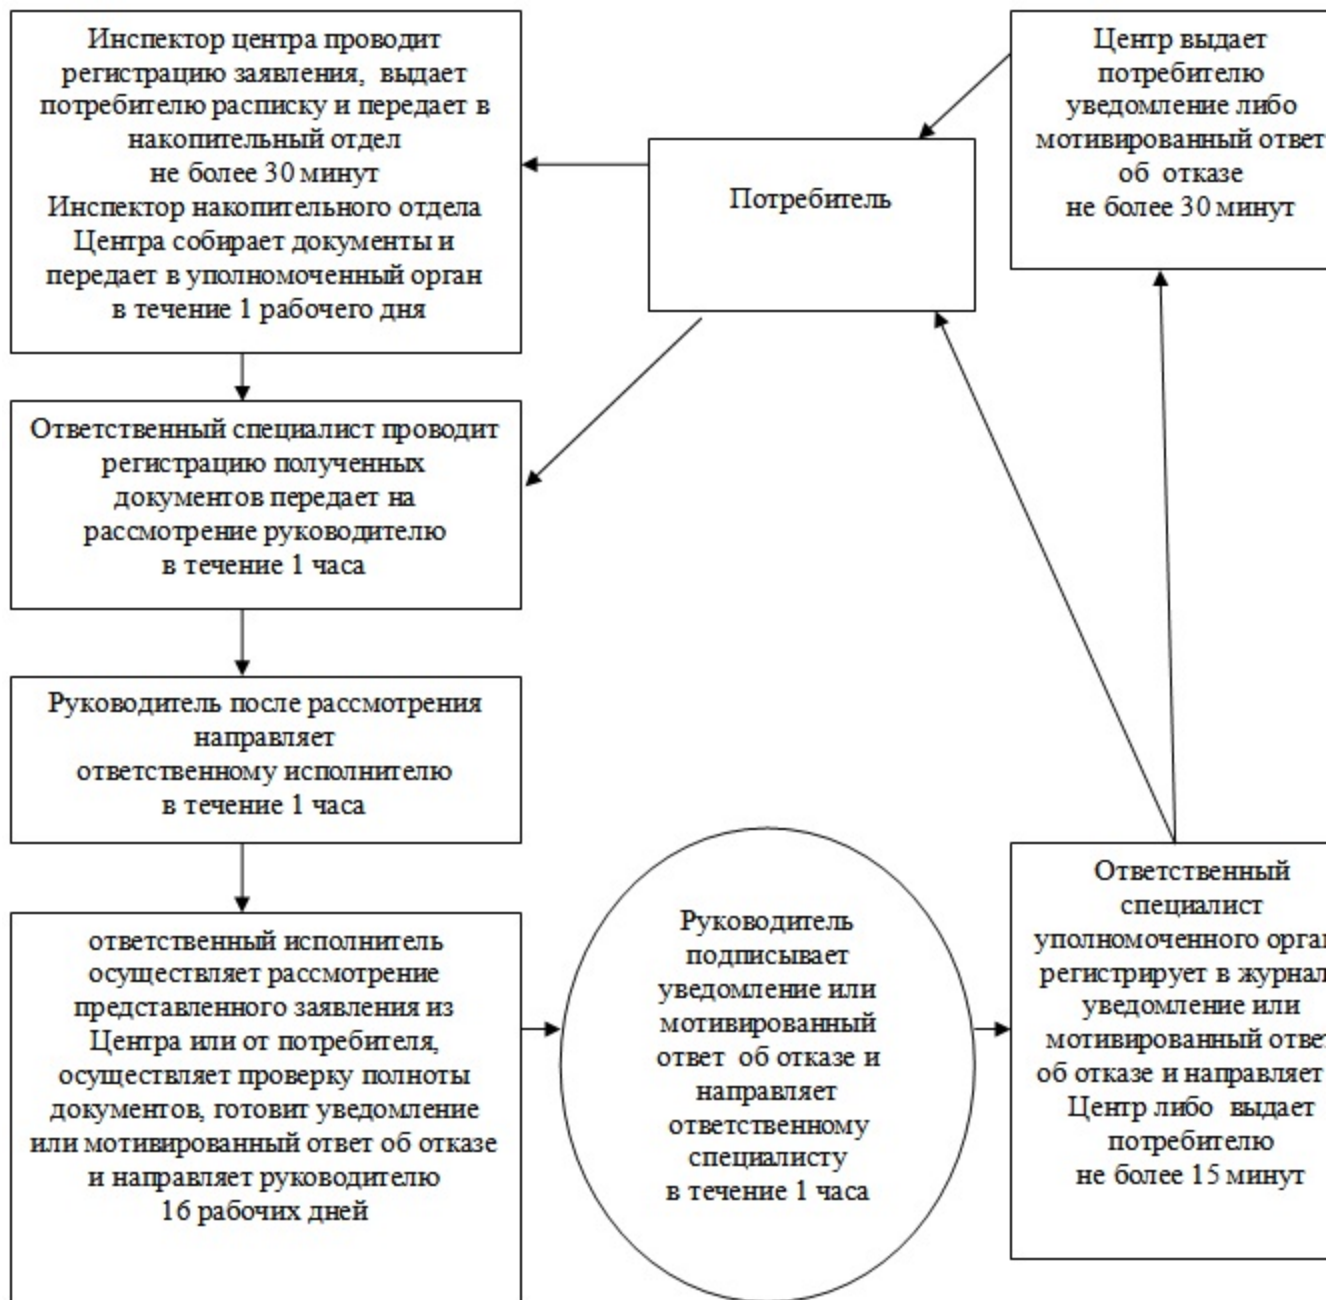 Инспектор центра проводит
регистрацию заявления, выдает
потребителю расписку и передает в
накопительный отдел
не более 30 минут
Инспектор накопительного отдела
Центра собирает документы и
передает в уполномоченный орган
в течение 1 рабочего дня
Потребитель
Центр выдает
потребителю
уведомление либо
мотивированный ответ
об отказе
не более 30 минут
Ответственный специалист проводит
регистрацию полученных
документов передает на
рассмотрение руководителю
в течение 1 часа
Руководитель после рассмотрения
направляет
ответственному исполнителю
в течение 1 часа
ответственный исполнитель
осуществляет рассмотрение
представленного заявления из
Центра или от потребителя,
осуществляет проверку полноты
документов, готовит уведомление
или мотивированный ответ об отказе
и направляет руководителю
16 рабочих дней
Руководитель
подписывает
уведомление или
мотивированный
ответ об отказе и
направляет
ответственному
специалисту
в течение 1 часа
Ответственный
специалист
уполномоченного
регистрирует в
уведомление или
мотивированный
об отказе и направляет
Центр либо выдает
потребителю
не более 15 минут